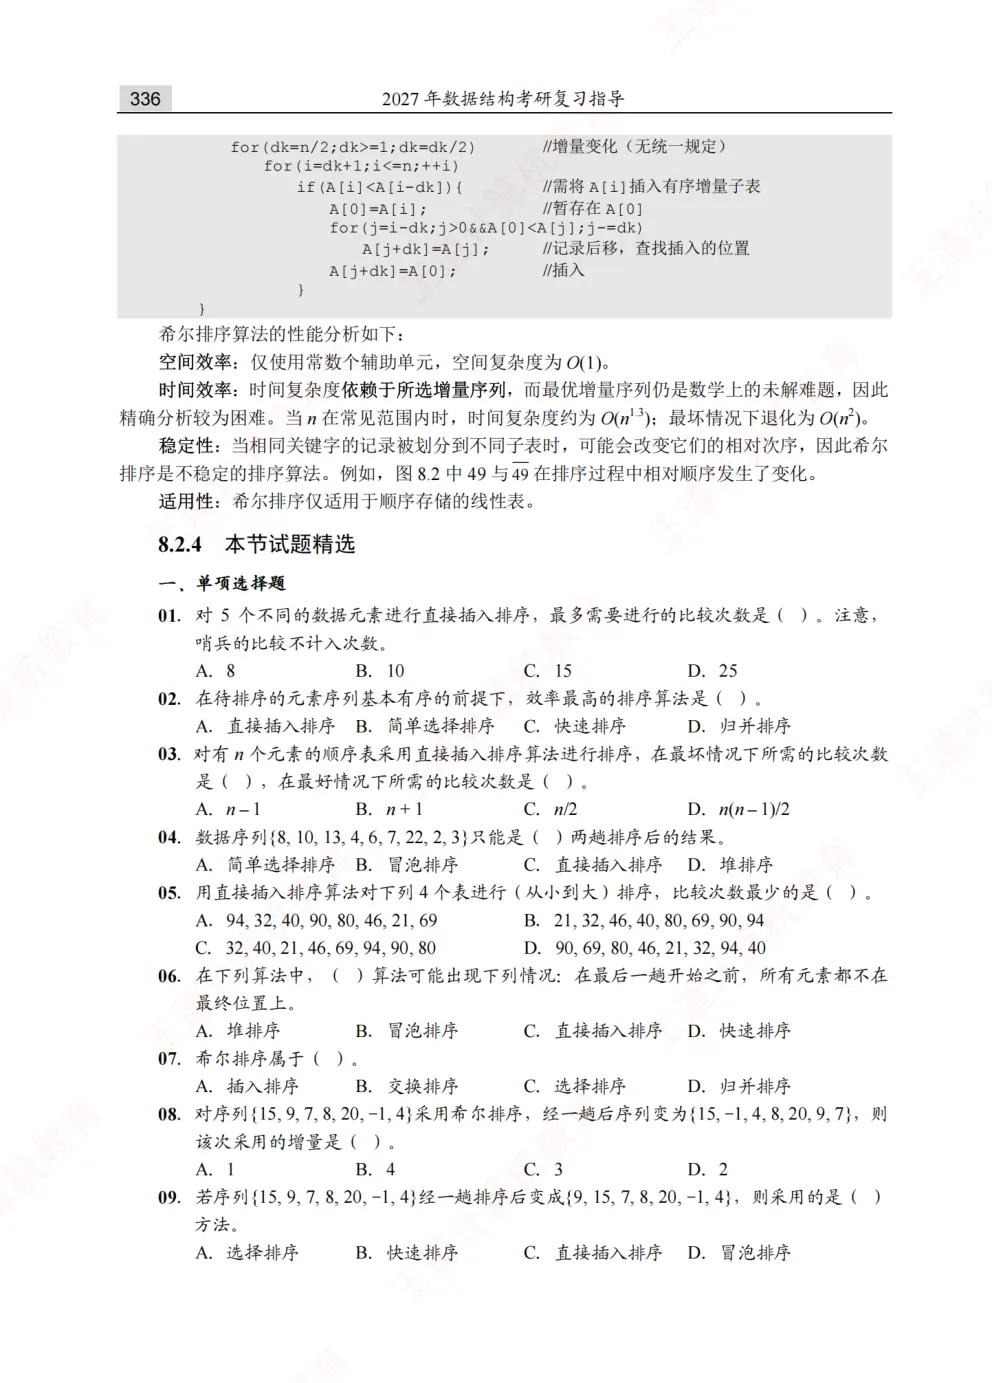 336
2027 年数据结构考研复习指导
for(dk=n/2;dk>=1;dk=dk/2) //增量变化（无统一规定）
for(i=dk+1;i<=n;++i)
if(A[i]<A[i-dk]){ //需将 A[i]插入有序增量子表
A[0]=A[i]; //暂存在 A[0]
for(j=i-dk;j>0&&A[0]<A[j];j-=dk)
A[j+dk]=A[j]; //记录后移，查找插入的位置
A[j+dk]=A[0]; //插入
}
}
希尔排序算法的性能分析如下：
空间效率：仅使用常数个辅助单元，空间复杂度为 O(1)。
时间效率：时间复杂度依赖于所选增量序列，而最优增量序列仍是数学上的未解难题，因此
精确分析较为困难。当 n 在常见范围内时，时间复杂度约为 O(n^1.3)；最坏情况下退化为 O(n²)。
稳定性：当相同关键字的记录被划分到不同子表时，可能会改变它们的相对次序，因此希尔
排序是不稳定的排序算法。例如，图 8.2 中 49 与 4̅9̅ 在排序过程中相对顺序发生了变化。
适用性：希尔排序仅适用于顺序存储的线性表。
8.2.4 本节试题精选
一、单项选择题
01. 对 5 个不同的数据元素进行直接插入排序，最多需要进行的比较次数是（ ）。注意，
哨兵的比较不计入次数。
A. 8 B. 10 C. 15 D. 25
02. 在待排序的元素序列基本有序的前提下，效率最高的排序算法是（ ）。
A. 直接插入排序 B. 简单选择排序 C. 快速排序 D. 归并排序
03. 对有 n 个元素的顺序表采用直接插入排序算法进行排序，在最坏情况下所需的比较次数
是（ ），在最好情况下所需的比较次数是（ ）。
A. n – 1 B. n + 1 C. n/2 D. n(n – 1)/2
04. 数据序列{8, 10, 13, 4, 6, 7, 22, 2, 3}只能是（ ）两趟排序后的结果。
A. 简单选择排序 B. 冒泡排序 C. 直接插入排序 D. 堆排序
05. 用直接插入排序算法对下列 4 个表进行（从小到大）排序，比较次数最少的是（ ）。
A. 94, 32, 40, 90, 80, 46, 21, 69 B. 21, 32, 46, 40, 80, 69, 90, 94
C. 32, 40, 21, 46, 69, 94, 90, 80 D. 90, 69, 80, 46, 21, 32, 94, 40
06. 在下列算法中，（ ）算法可能出现下列情况：在最后一趟开始之前，所有元素都不在
最终位置上。
A. 堆排序 B. 冒泡排序 C. 直接插入排序 D. 快速排序
07. 希尔排序属于（ ）。
A. 插入排序 B. 交换排序 C. 选择排序 D. 归并排序
08. 对序列{15, 9, 7, 8, 20, −1, 4}采用希尔排序，经一趟后序列变为{15, −1, 4, 8, 20, 9, 7}，则
该次采用的增量是（ ）。
A. 1 B. 4 C. 3 D. 2
09. 若序列{15, 9, 7, 8, 20, −1, 4}经一趟排序后变成{9, 15, 7, 8, 20, −1, 4}，则采用的是（ ）
方法。
A. 选择排序 B. 快速排序 C. 直接插入排序 D. 冒泡排序